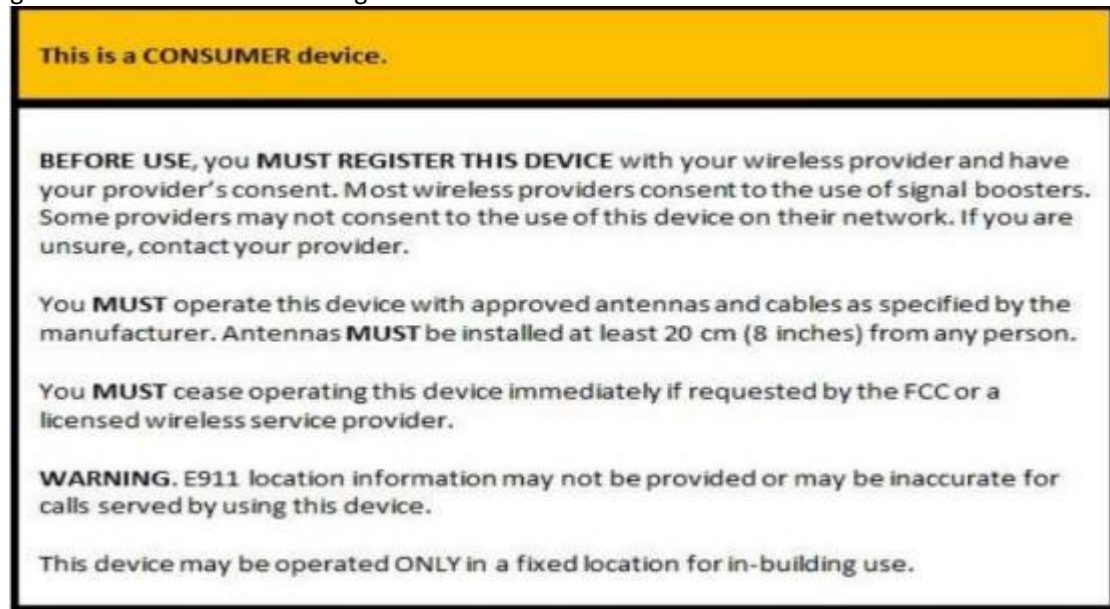 This is a CONSUMER device.
BEFORE USE, you MUST REGISTER THIS DEVICE with your wireless provider and have
your provider's consent. Most wireless providers consent to the use of signal boosters.
Some providers may not consent to the use of this device on their network. If you are
unsure, contact your provider.
You MUST operate this device with approved antennas and cables as specified by the
manufacturer. Antennas MUST be installed at least 20 cm (8 inches) from any person.
You MUST cease operating this device immediately if requested by the FCC or a
licensed wireless service provider.
WARNING. E911 location information may not be provided or may be inaccurate for
calls served by using this device.
This device may be operated ONLY in a fixed location for in-building use.